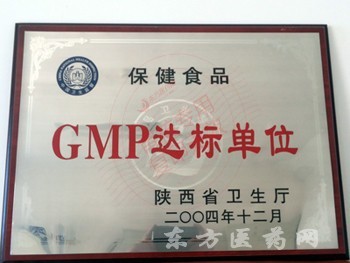 保健食品
GMP达标单位
陕西省卫生厅
二〇〇四年十二月
东方医药网